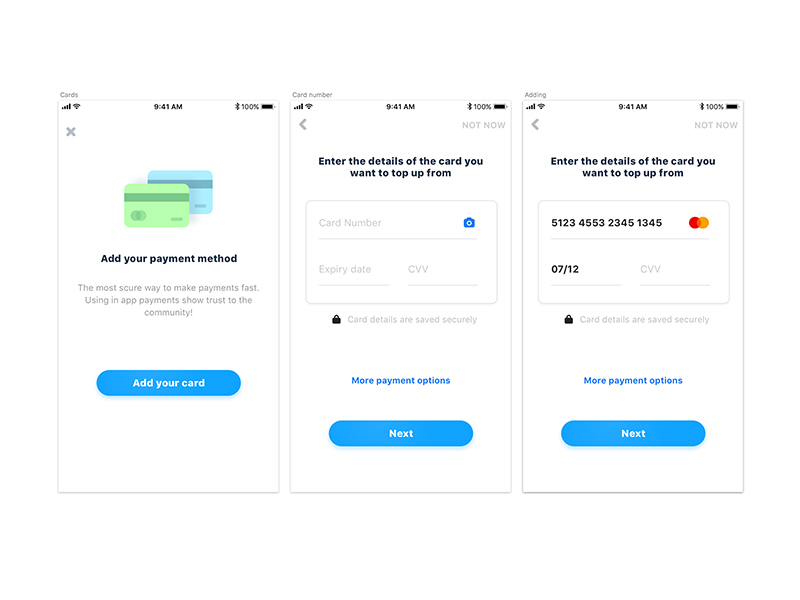 Cards
9:41 AM
100%
Add your payment method
The most scure way to make payments fast.
Using in app payments show trust to the
community!
Add your card
Card number
9:41 AM
100%
NOT NOW
Enter the details of the card you
want to top up from
Card Number
Expiry date CVV
Card details are saved securely
More payment options
Next
Adding
9:41 AM
100%
NOT NOW
Enter the details of the card you
want to top up from
5123 4553 2345 1345
07/12 CVV
Card details are saved securely
More payment options
Next